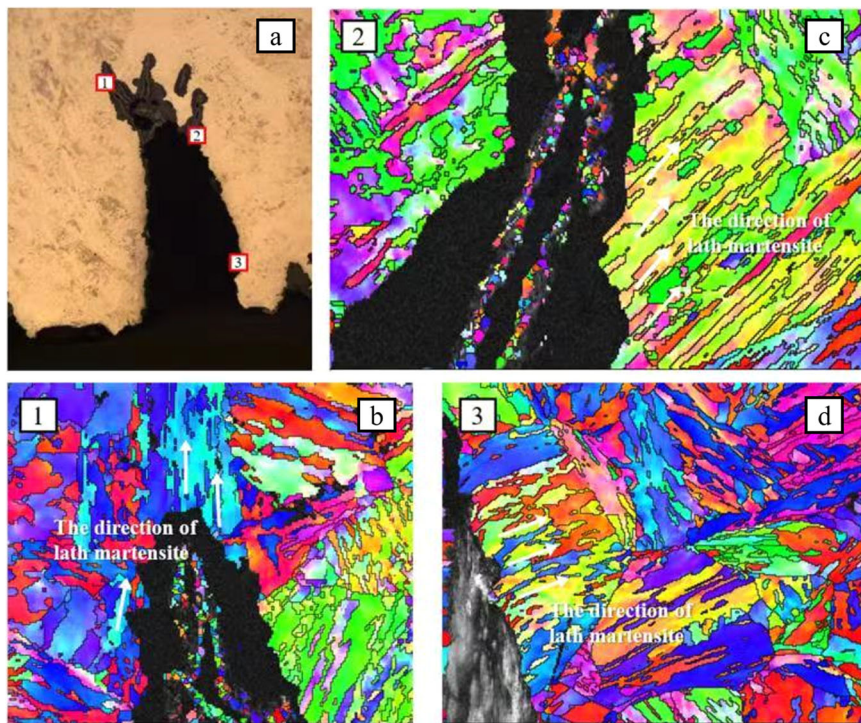 a
1
2
3
2
c
The direction of
lath martensite
1
b
The direction of
lath martensite
3
d
The direction of
lath martensite